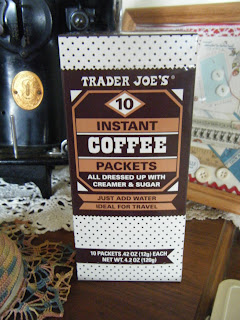 TRADER JOE'S®
10
INSTANT
COFFEE
PACKETS
ALL DRESSED UP WITH
CREAMER & SUGAR
JUST ADD WATER
IDEAL FOR TRAVEL
10 PACKETS .42 OZ (12g) EACH
NET WT. 4.2 OZ (120g)